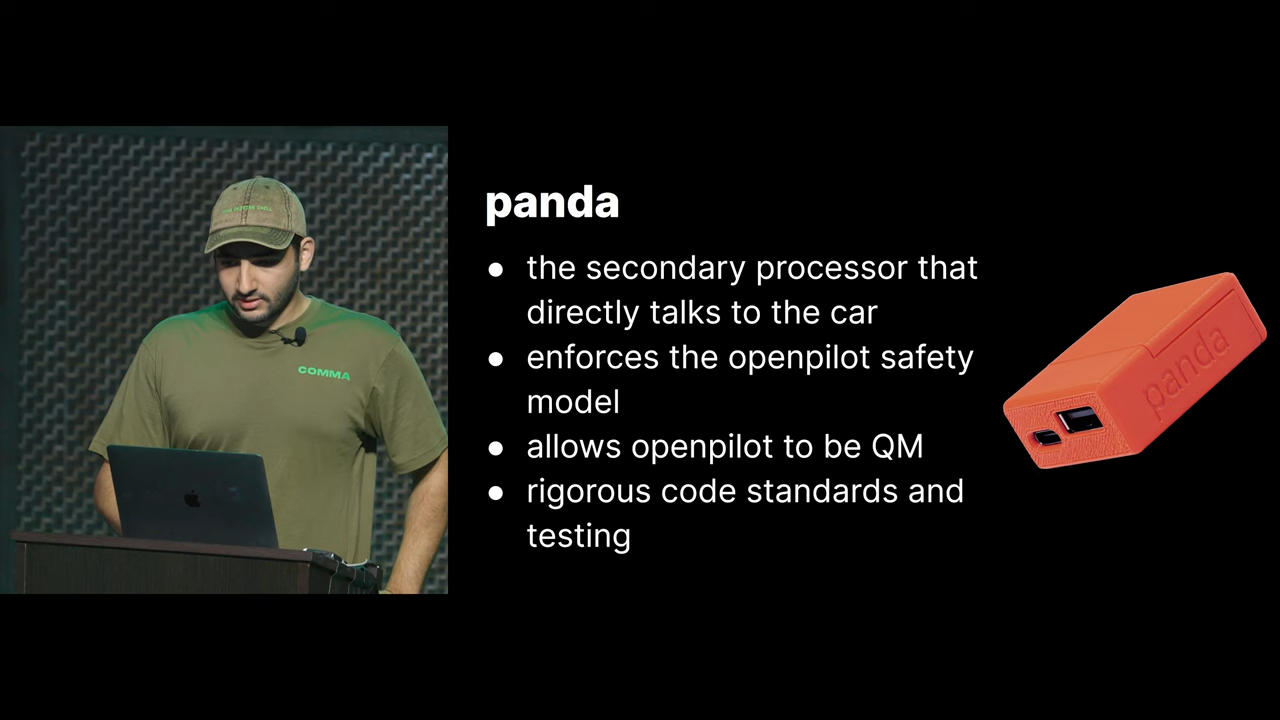 COMMA
panda
● the secondary processor that
directly talks to the car
● enforces the openpilot safety
model
● allows openpilot to be QM
● rigorous code standards and
testing
panda